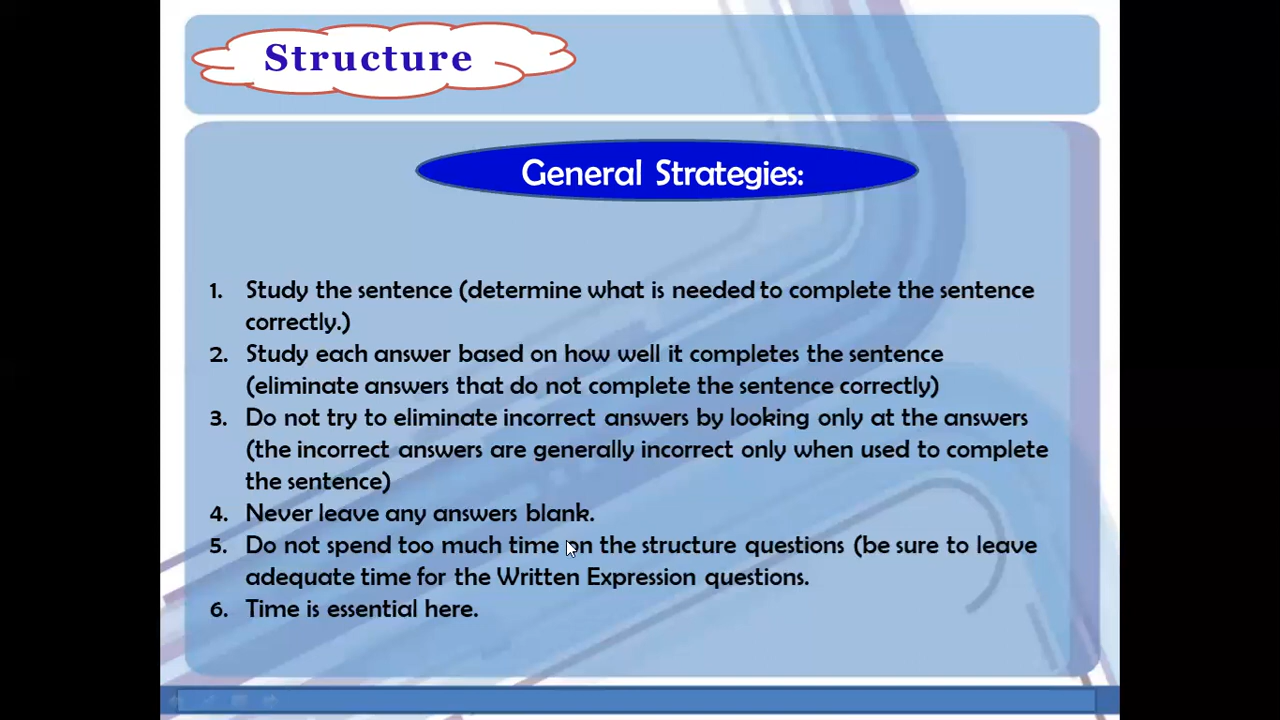 Structure
General Strategies:
1. Study the sentence (determine what is needed to complete the sentence
correctly.)
2. Study each answer based on how well it completes the sentence
(eliminate answers that do not complete the sentence correctly)
3. Do not try to eliminate incorrect answers by looking only at the answers
(the incorrect answers are generally incorrect only when used to complete
the sentence)
4. Never leave any answers blank.
5. Do not spend too much time on the structure questions (be sure to leave
adequate time for the Written Expression questions.
6. Time is essential here.